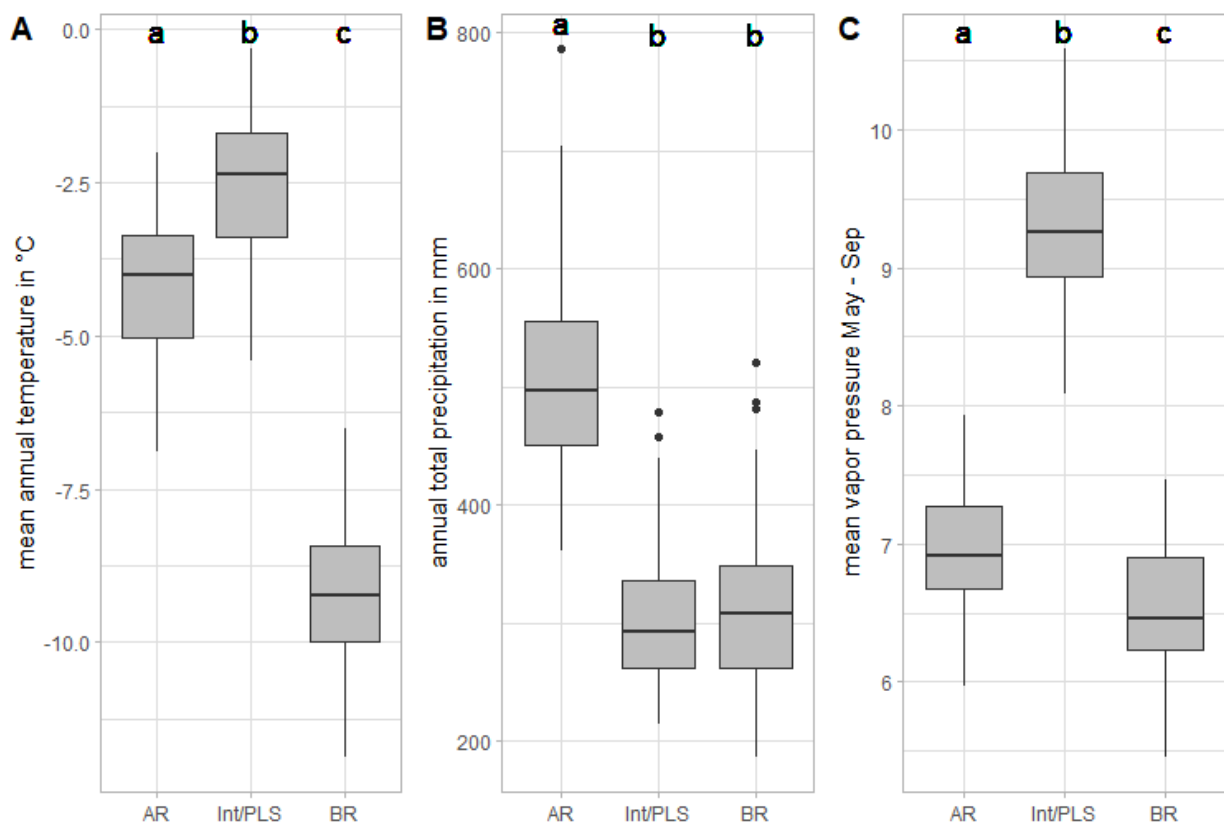 A
a b c
mean annual temperature in °C
0.0
-2.5
-5.0
-7.5
-10.0
AR Int/PLS BR
B
a b b
annual total precipitation in mm
800
600
400
200
AR Int/PLS BR
C
a b c
mean vapor pressure May - Sep
10
9
8
7
6
AR Int/PLS BR